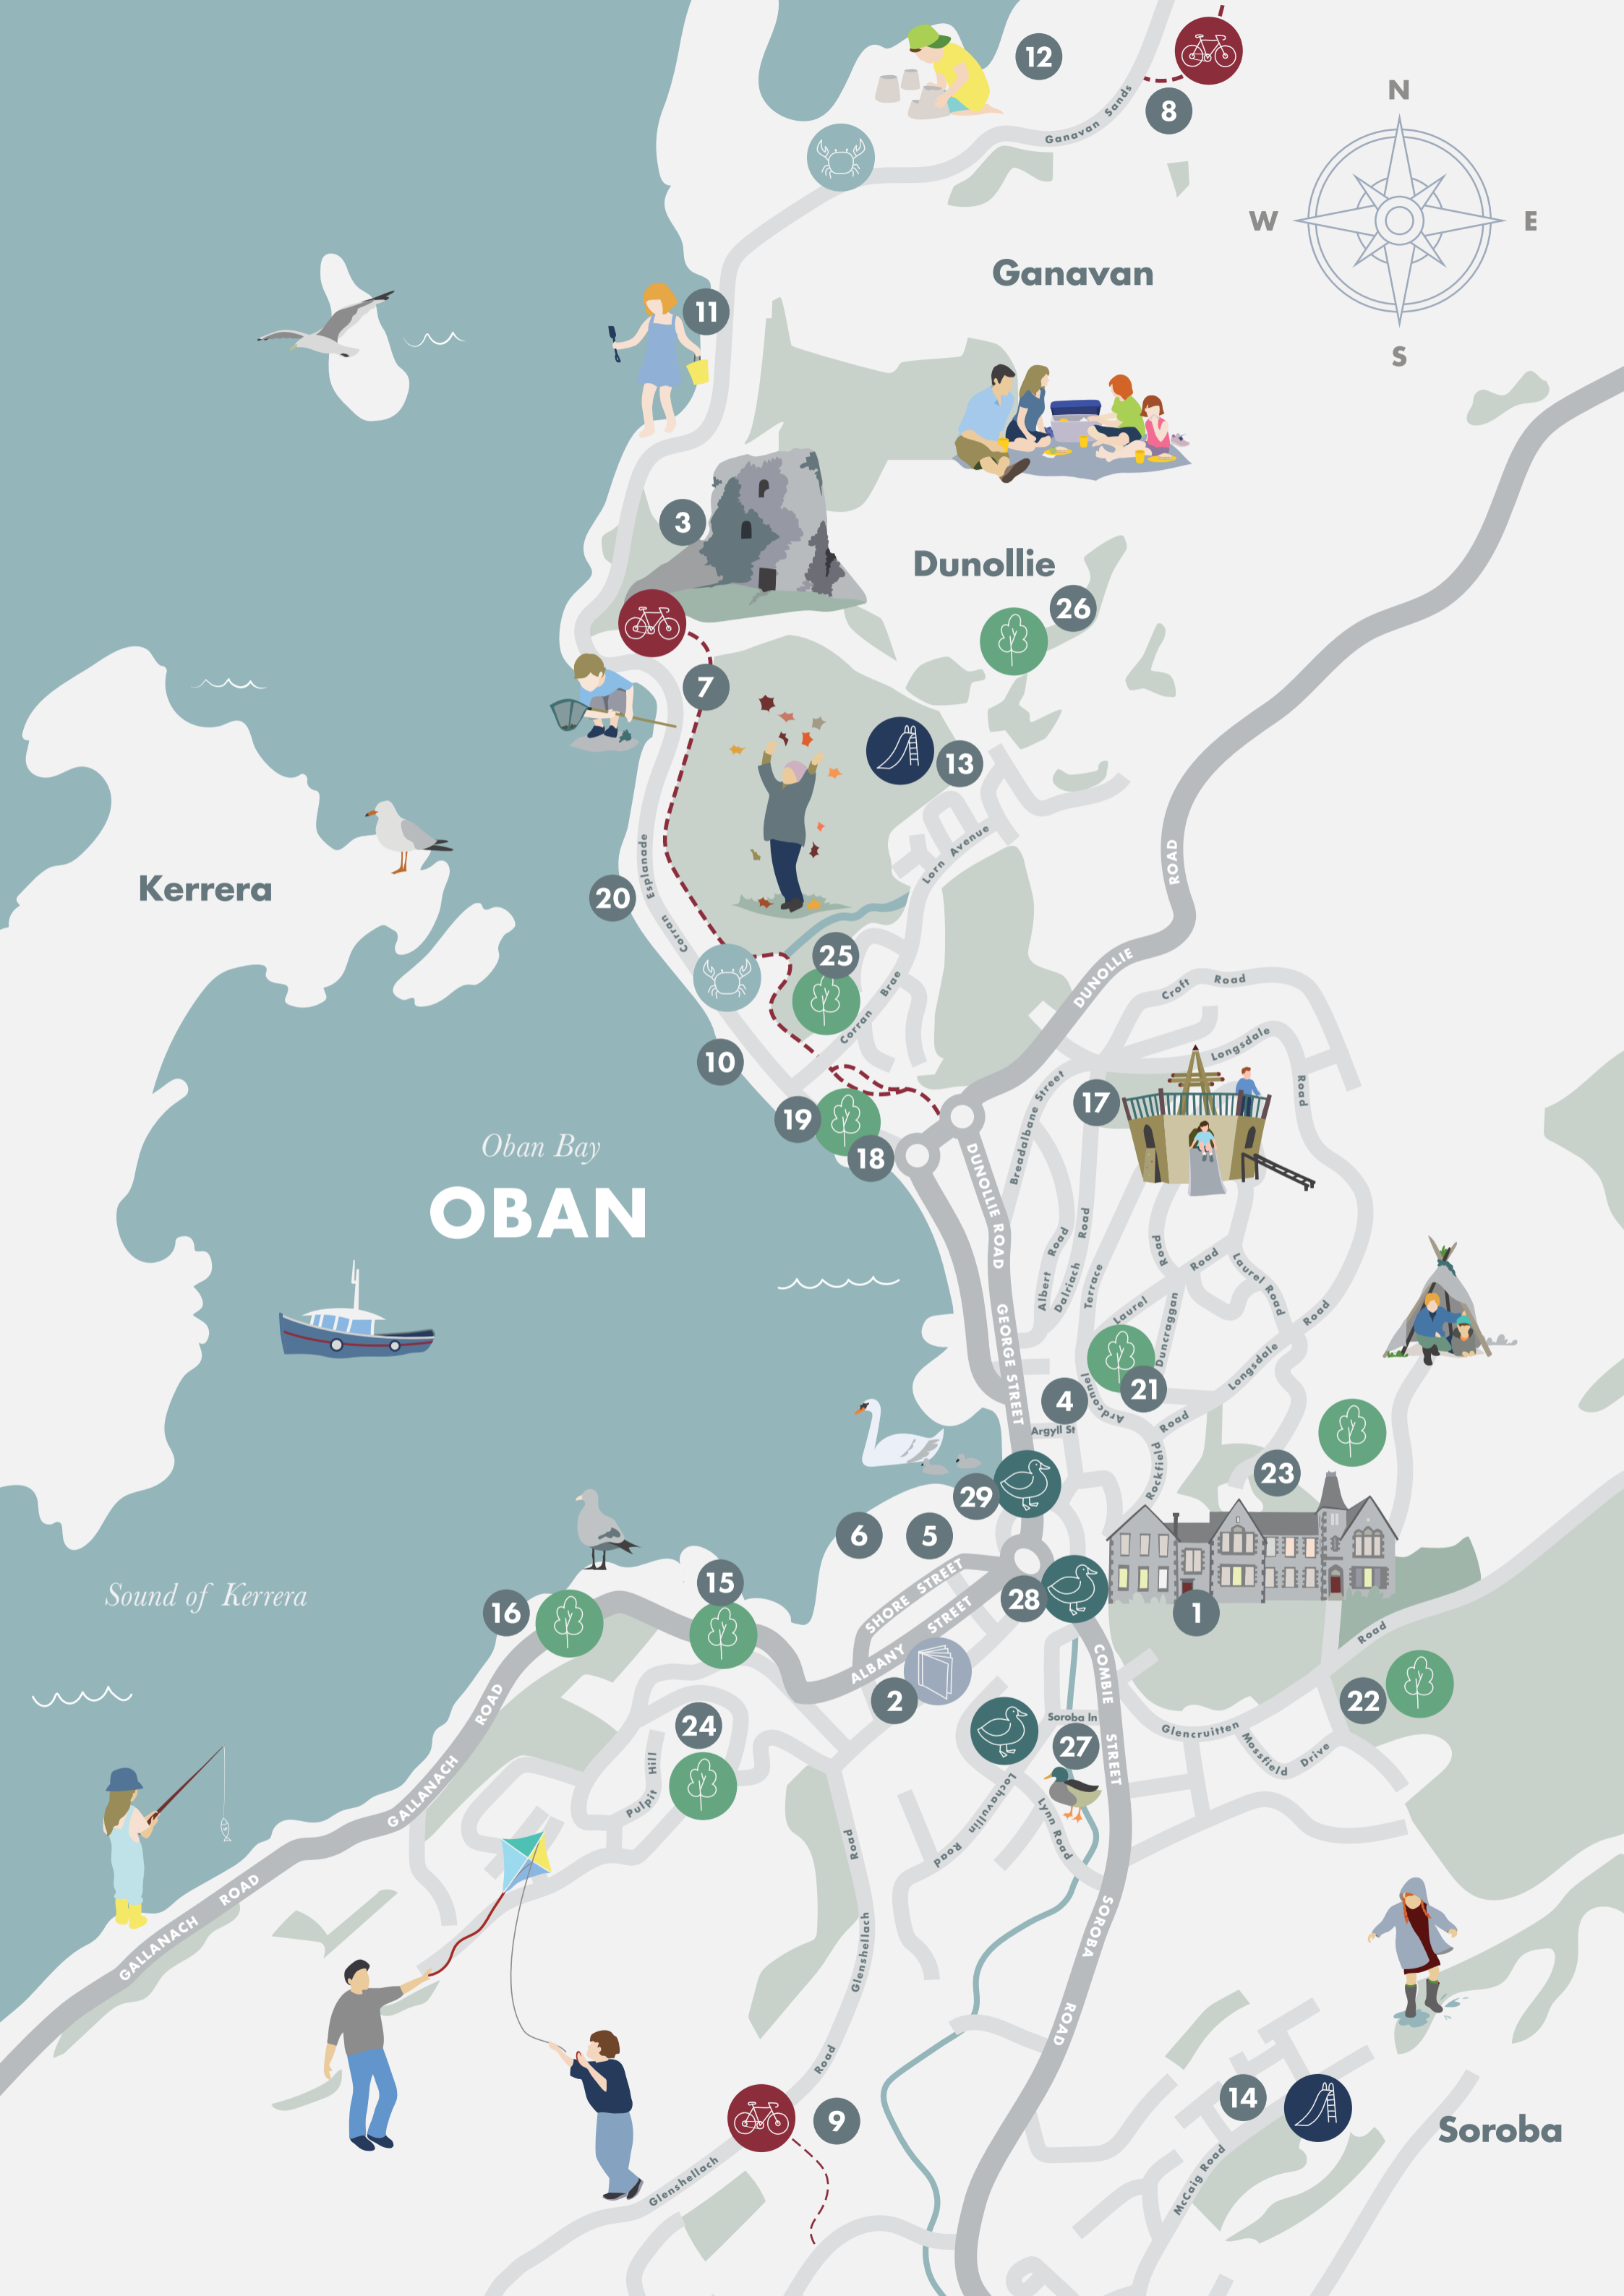 12
8
N
W
E
S
Ganavan Sands
Ganavan
11
3
Dunollie
26
7
13
Lorn Avenue
ROAD
Kerrera
20
Corran Esplanade
25
Corran Brae
DUNOLLIE
Croft Road
Longsdale
Road
10
17
19
18
Breadalbane Street
Oban Bay
OBAN
DUNOLLIE ROAD
Albert Road
Dalriach Road
Terrace
Road
Laurel Road
Laurel Road
Duncraggan
Longsdale Road
GEORGE STREET
21
4
Ardconnel
Argyll St
Rockfield Road
23
29
6
5
SHORE STREET
ALBANY STREET
28
1
Sound of Kerrera
16
15
Road
2
22
COMBIE STREET
Soroba ln
27
Glencruitten
Mossfield Drive
24
Pulpit Hill
GALLANACH ROAD
Lochavullin Road
Lynn Road
Road
GALLANACH ROAD
Glenshellach
SOROBA
ROAD
Road
9
14
Soroba
McCaig Road
Glenshellach